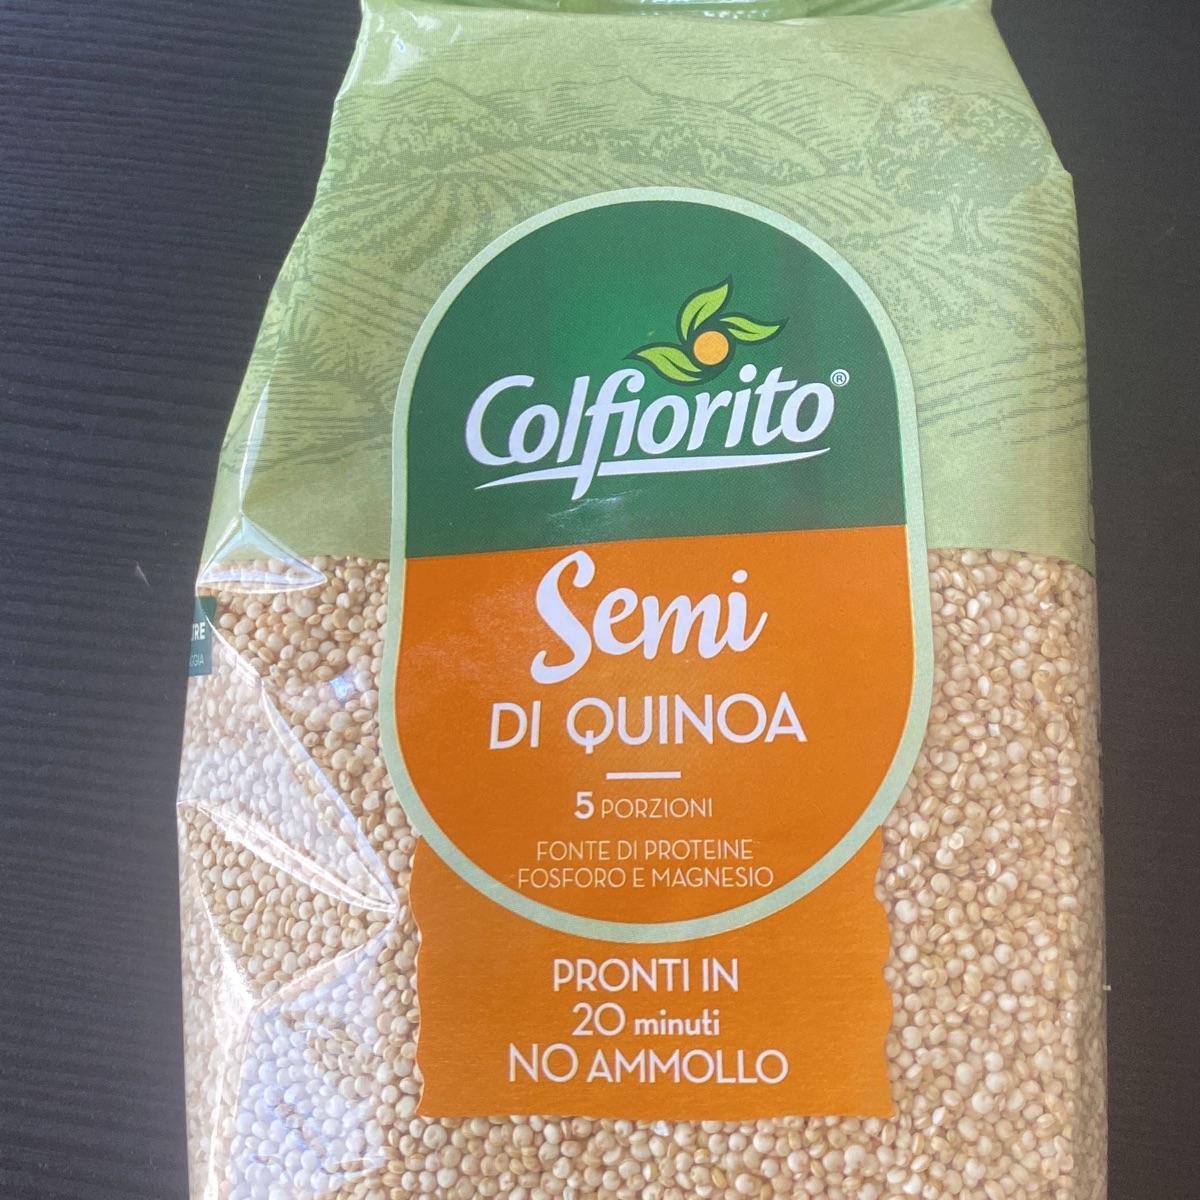 Colfiorito®
Semi
DI QUINOA
5 PORZIONI
FONTE DI PROTEINE
FOSFORO E MAGNESIO
PRONTI IN
20 minuti
NO AMMOLLO